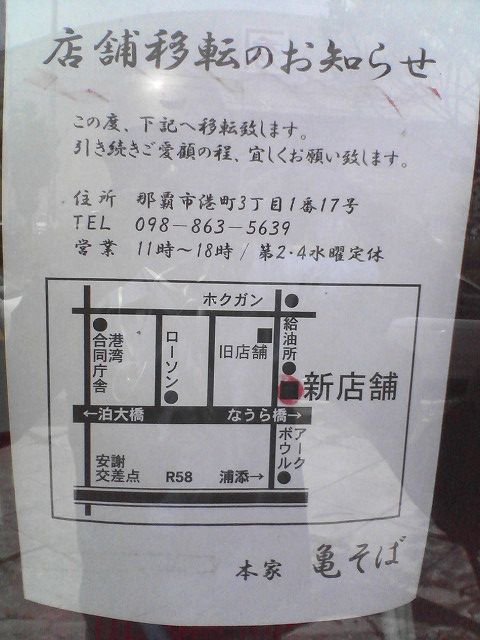 店舗移転のお知らせ
この度、下記へ移転致します。
引き続きご愛顧の程、宜しくお願い致します。
住所 那覇市港町3丁目1番17号
TEL 098-863-5639
営業 11時～18時 / 第2・4水曜定休
ホクガン
港湾
合同庁舎
ローソン
旧店舗
給油所
新店舗
←泊大橋
なうら橋→
アーク
ボウル
安謝
交差点
R58
浦添→
本家 亀そば